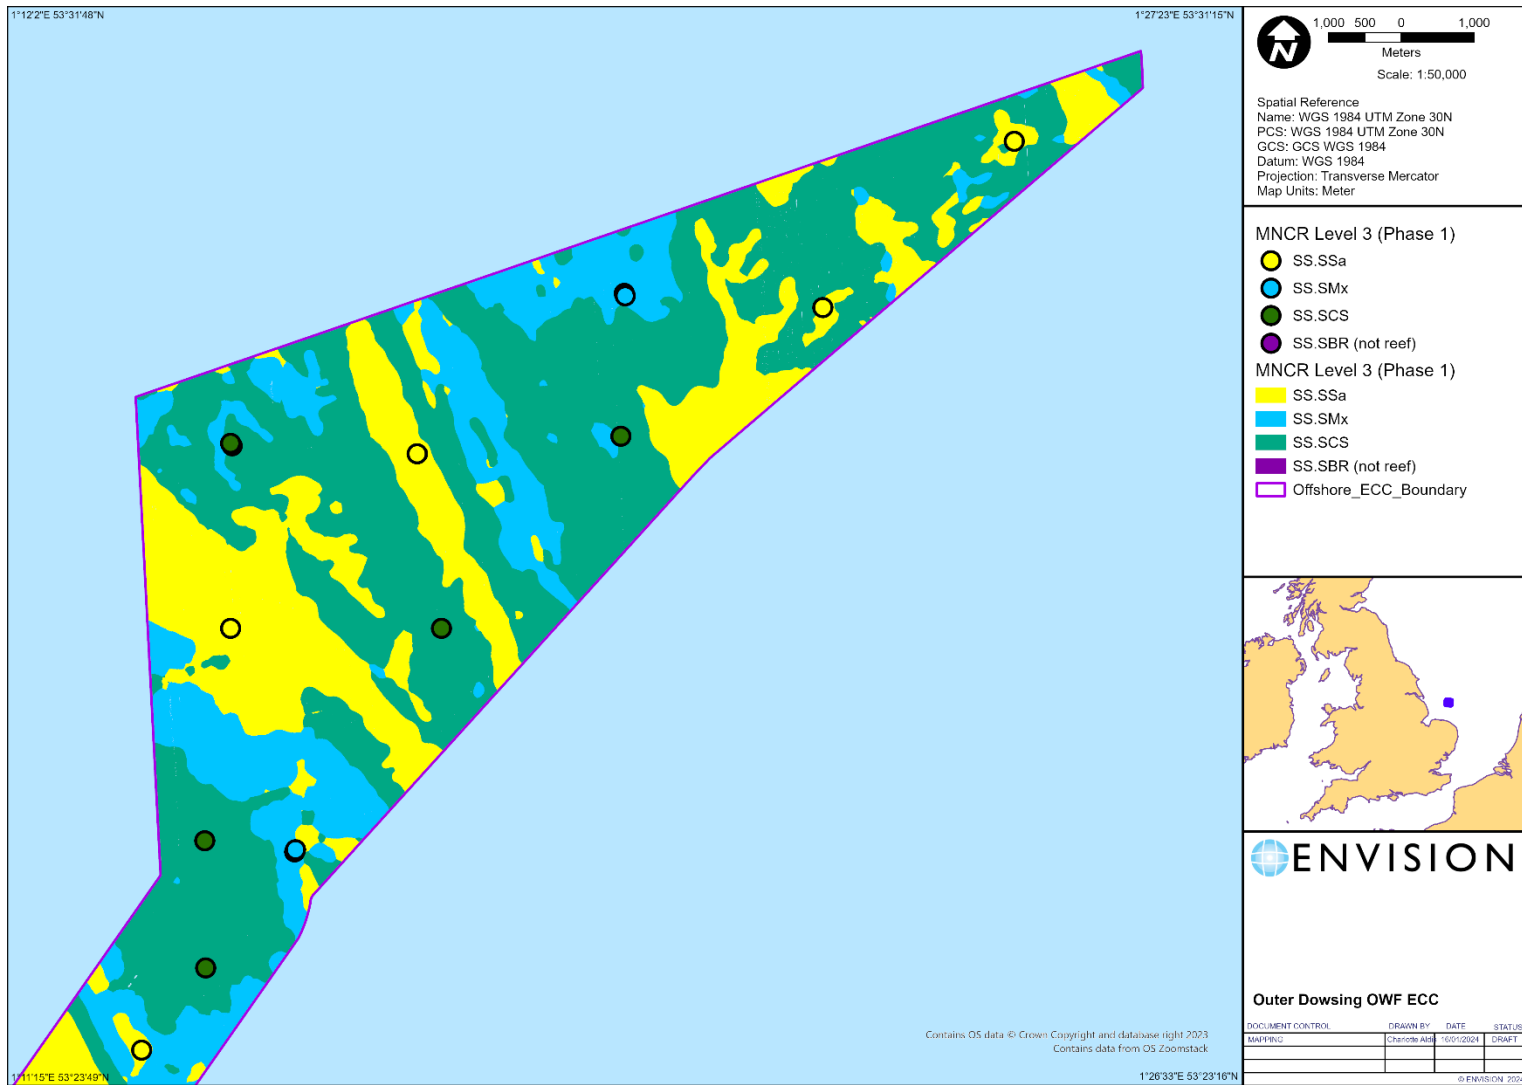 1°12'2"E 53°31'48"N
1°27'23"E 53°31'15"N
N
1,000 500 0 1,000
Meters
Scale: 1:50,000
Spatial Reference
Name: WGS 1984 UTM Zone 30N
PCS: WGS 1984 UTM Zone 30N
GCS: GCS WGS 1984
Datum: WGS 1984
Projection: Transverse Mercator
Map Units: Meter
MNCR Level 3 (Phase 1)
SS.SSa
SS.SMx
SS.SCS
SS.SBR (not reef)
MNCR Level 3 (Phase 1)
SS.SSa
SS.SMx
SS.SCS
SS.SBR (not reef)
Offshore_ECC_Boundary
ENVISION
Outer Dowsing OWF ECC
DOCUMENT CONTROL DRAWN BY DATE STATUS
MAPPING Charlotte 16/01/2024 DRAFT
© ENVISION 2024
Contains OS data © Crown Copyright and database right 2023
Contains data from OS Zoomstack
1°11'15"E 53°23'49"N
1°26'33"E 53°23'16"N